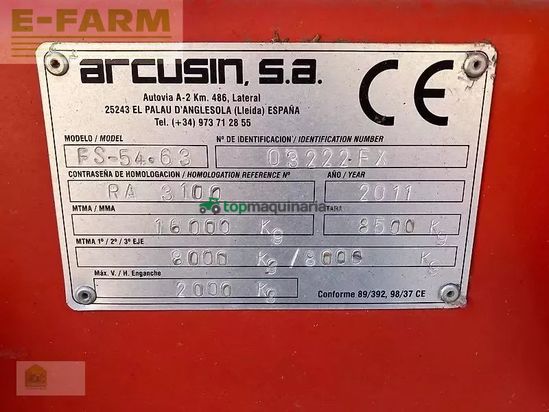 E-FARM
arcusin, s.a.
CE
Autovia A-2 Km. 486, Lateral
25243 EL PALAU D'ANGLESOLA (Lleida) ESPAÑA
Tel. (+34) 973 71 28 55
MODELO / MODEL
Nº DE IDENTIFICACION / IDENTIFICATION NUMBER
FS-54.63
03222FX
CONTRASEÑA DE HOMOLOGACION / HOMOLOGATION REFERENCE Nº
AÑO / YEAR
RA 3100
2011
MTMA / MMA
TARA
topmaquinaria
16000 Kg
8500 Kg
MTMA 1º / 2º / 3º EJE
8000 Kg /8000 Kg
Máx. V. / H. Enganche
2000 Kg
Conforme 89/392, 98/37 CE